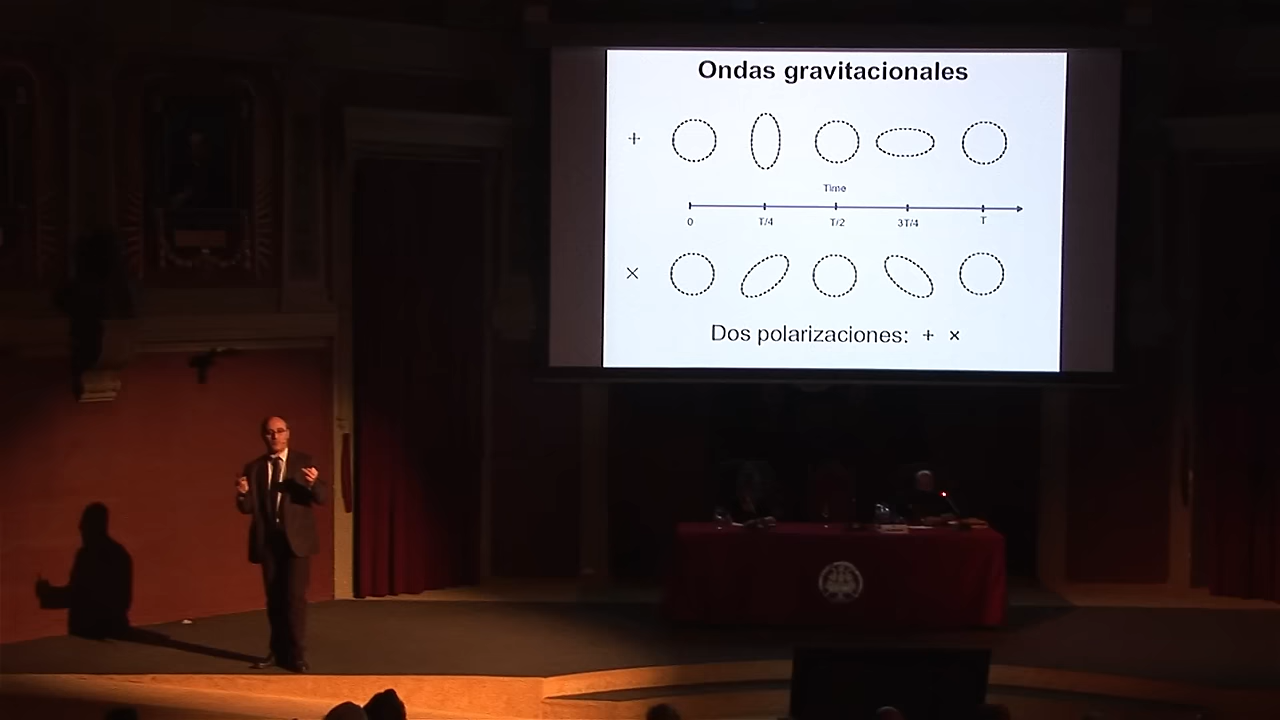 Ondas gravitacionales
+
Time
0 T/4 T/2 3T/4 T
×
Dos polarizaciones: + ×